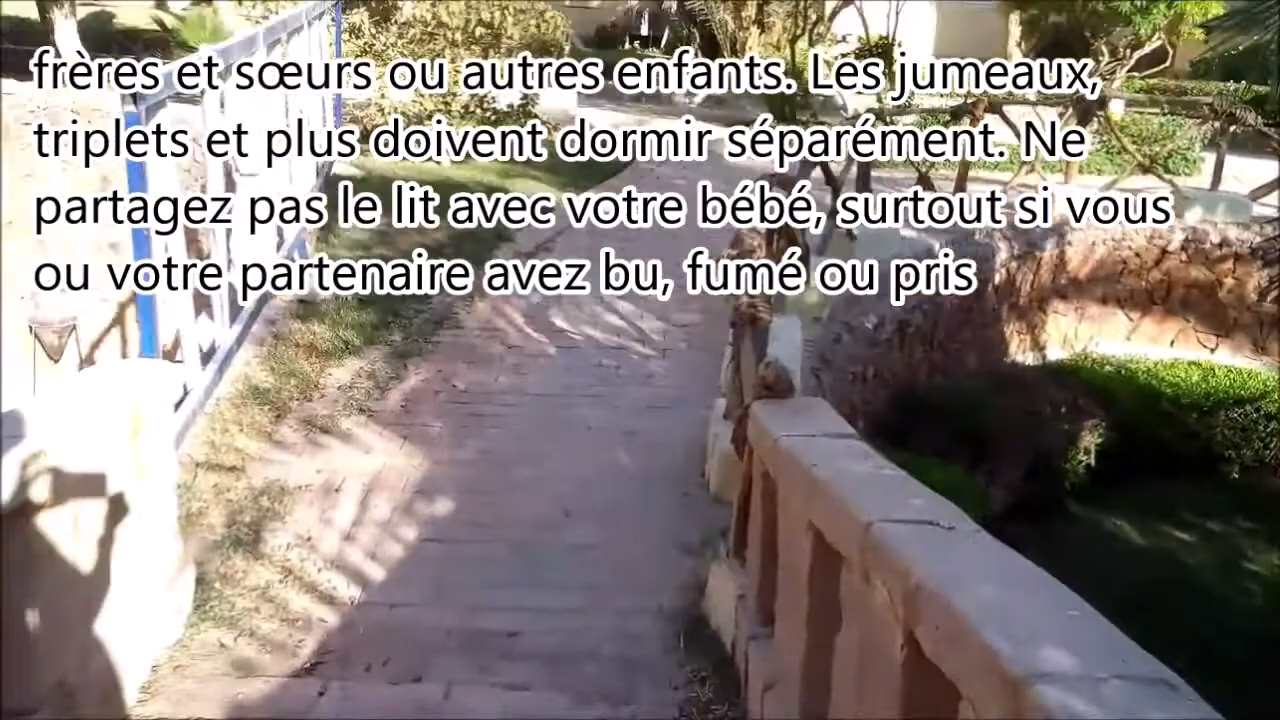 frères et sœurs ou autres enfants. Les jumeaux,
triplets et plus doivent dormir séparément. Ne
partagez pas le lit avec votre bébé, surtout si vous
ou votre partenaire avez bu, fumé ou pris